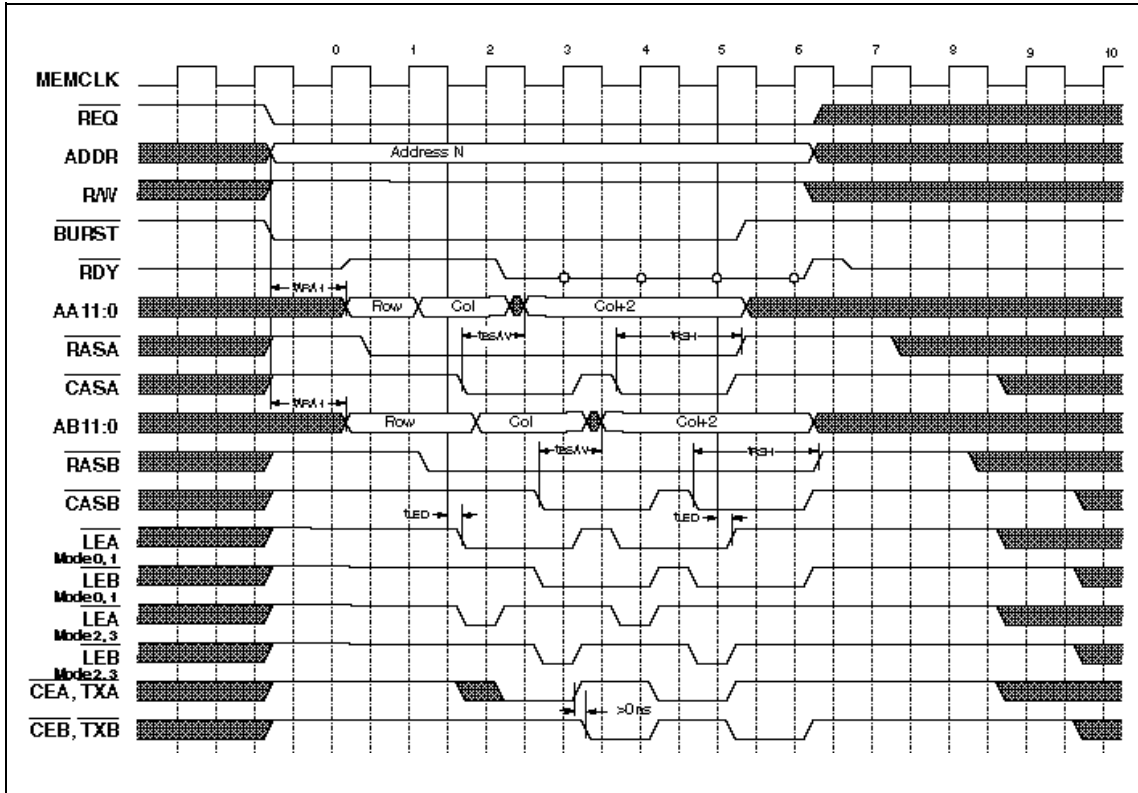 0 1 2 3 4 5 6 7 8 9 10
MEMCLK
REQ
ADDR
Address N
R/W
BURST
RDY
AA11:0
Row Col Col+2
RASA
CASA
AB11:0
Row Col Col+2
RASB
CASB
tLED tLED
LEA
Mode0,1
LEB
Mode0,1
LEA
Mode2,3
LEB
Mode2,3
CEA, TXA
>0ns
CEB, TXB